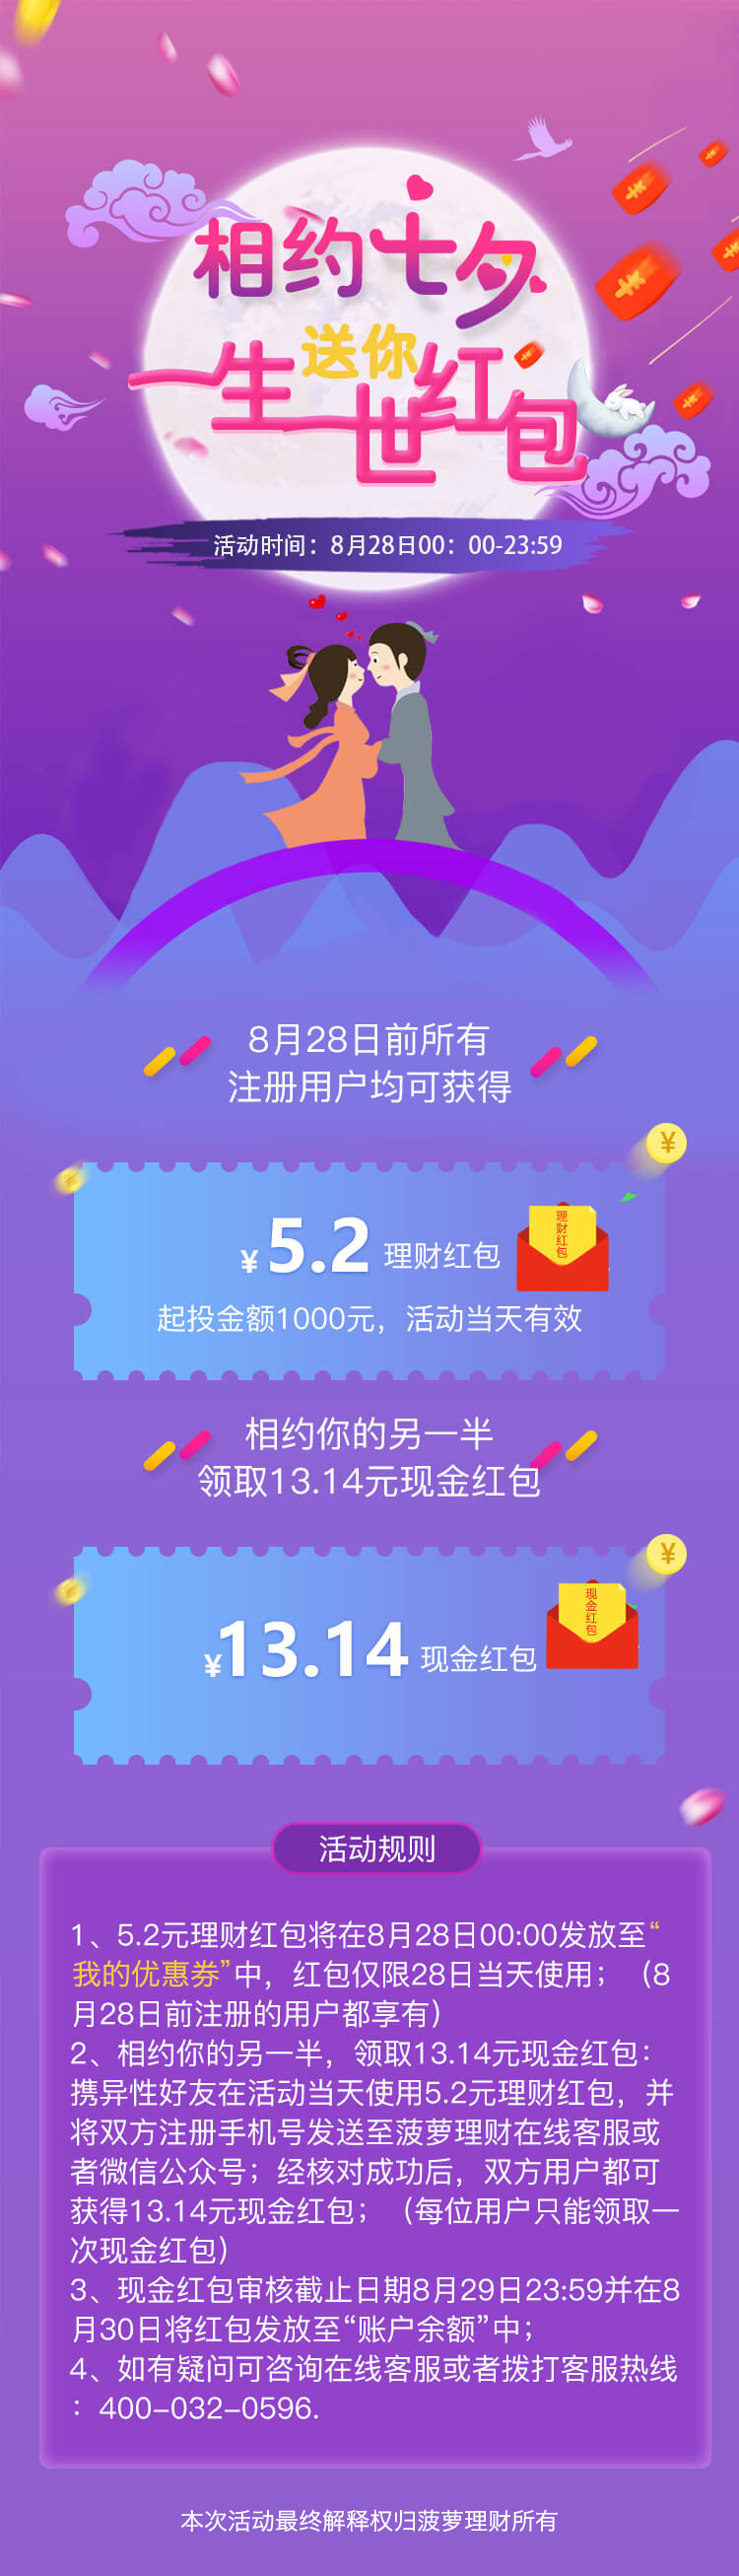 相约七夕
送你
一生一世红包
活动时间：8月28日00：00-23:59
8月28日前所有
注册用户均可获得
¥ 5.2 理财红包
理财红包
起投金额1000元，活动当天有效
相约你的另一半
领取13.14元现金红包
¥13.14 现金红包
现金红包
活动规则
1、5.2元理财红包将在8月28日00:00发放至“
我的优惠券”中，红包仅限28日当天使用；（8
月28日前注册的用户都享有）
2、相约你的另一半，领取13.14元现金红包：
携异性好友在活动当天使用5.2元理财红包，并
将双方注册手机号发送至菠萝理财在线客服或
者微信公众号；经核对成功后，双方用户都可
获得13.14元现金红包；（每位用户只能领取一
次现金红包）
3、现金红包审核截止日期8月29日23:59并在8
月30日将红包发放至“账户余额”中；
4、如有疑问可咨询在线客服或者拨打客服热线
：400-032-0596.
本次活动最终解释权归菠萝理财所有